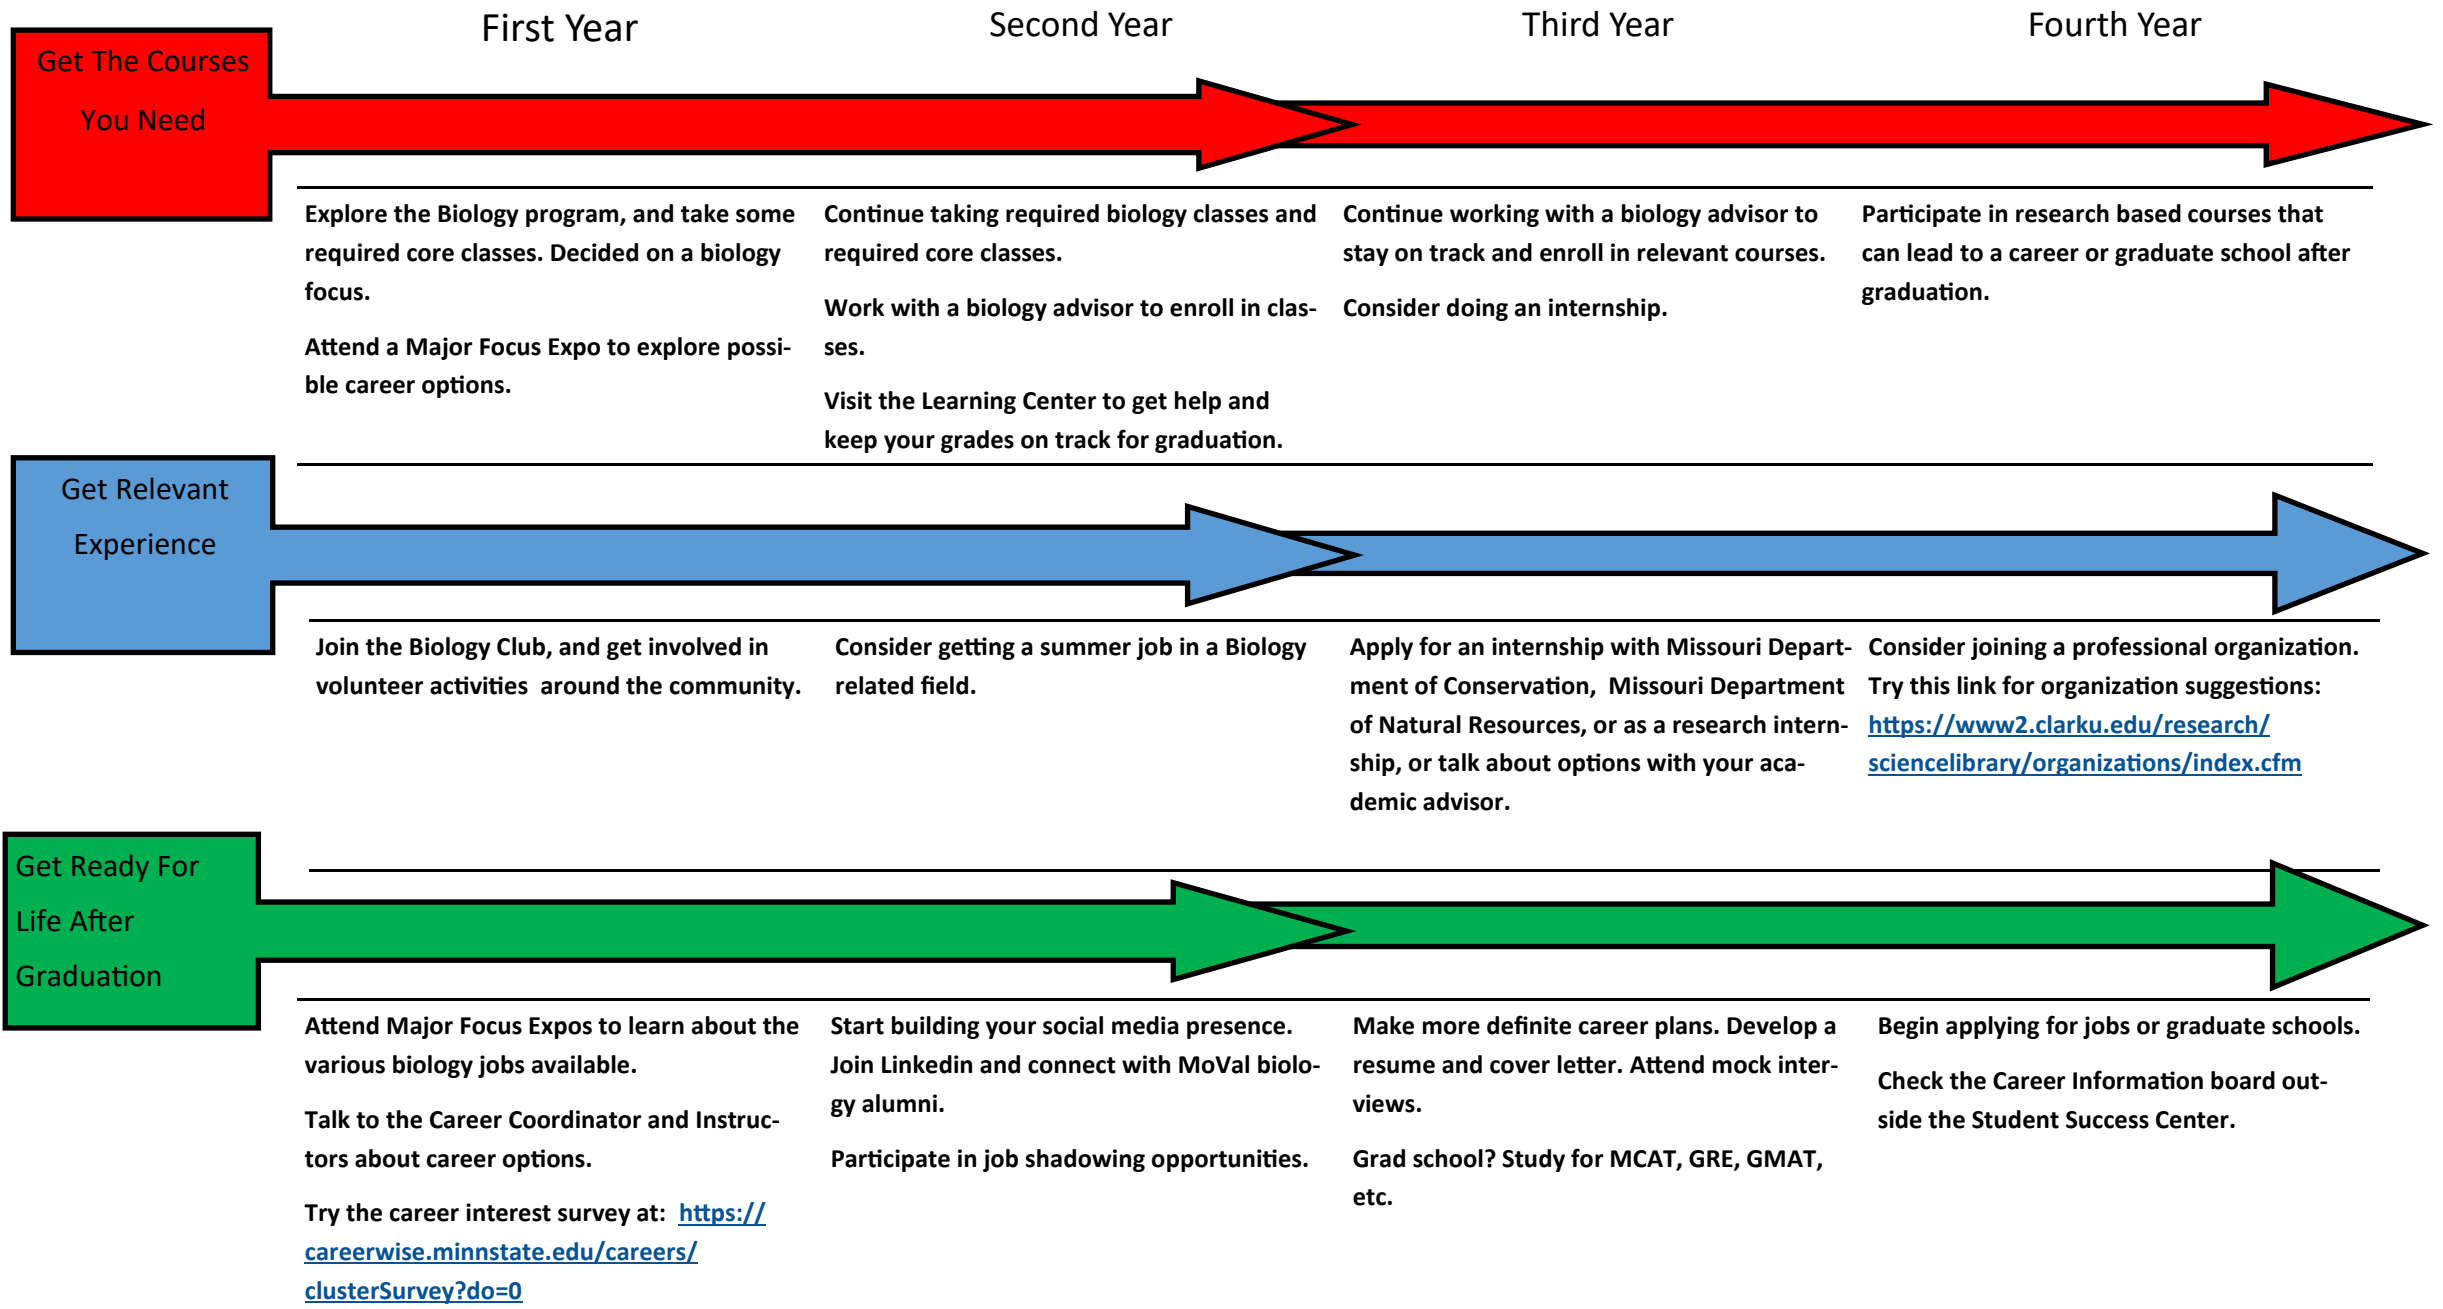 First Year
Second Year
Third Year
Fourth Year
Get The Courses
You Need
Explore the Biology program, and take some
required core classes. Decided on a biology
focus.
Attend a Major Focus Expo to explore possi-
ble career options.
Continue taking required biology classes and
required core classes.
Work with a biology advisor to enroll in clas-
ses.
Visit the Learning Center to get help and
keep your grades on track for graduation.
Continue working with a biology advisor to
stay on track and enroll in relevant courses.
Consider doing an internship.
Participate in research based courses that
can lead to a career or graduate school after
graduation.
Get Relevant
Experience
Join the Biology Club, and get involved in
volunteer activities  around the community.
Consider getting a summer job in a Biology
related field.
Apply for an internship with Missouri Depart-
ment of Conservation,  Missouri Department
of Natural Resources, or as a research intern-
ship, or talk about options with your aca-
demic advisor.
Consider joining a professional organization.
Try this link for organization suggestions:
https://www2.clarku.edu/research/
sciencelibrary/organizations/index.cfm
Get Ready For
Life After
Graduation
Attend Major Focus Expos to learn about the
various biology jobs available.
Talk to the Career Coordinator and Instruc-
tors about career options.
Try the career interest survey at:  https://
careerwise.minnstate.edu/careers/
clusterSurvey?do=0
Start building your social media presence.
Join Linkedin and connect with MoVal biolo-
gy alumni.
Participate in job shadowing opportunities.
Make more definite career plans. Develop a
resume and cover letter. Attend mock inter-
views.
Grad school? Study for MCAT, GRE, GMAT,
etc.
Begin applying for jobs or graduate schools.
Check the Career Information board out-
side the Student Success Center.